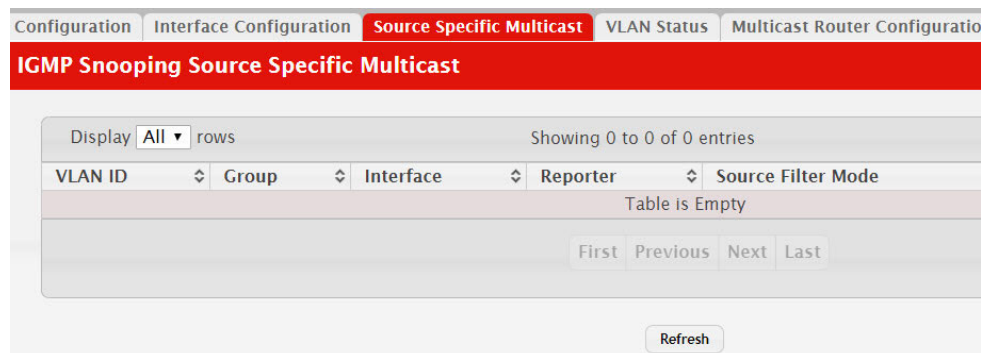 Configuration Interface Configuration Source Specific Multicast VLAN Status Multicast Router Configuratio
IGMP Snooping Source Specific Multicast
Display All rows Showing 0 to 0 of 0 entries
VLAN ID Group Interface Reporter Source Filter Mode
Table is Empty
First Previous Next Last
Refresh